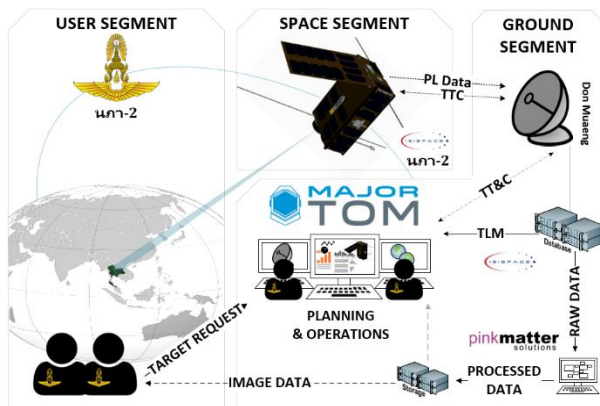 USER SEGMENT
นภา-2
SPACE SEGMENT
PL Data
TTC
ISISPACE
นภา-2
GROUND
SEGMENT
Don Mueang
MAJOR
TOM
TT&C
TLM
Database
ISISPACE
PLANNING
& OPERATIONS
TARGET REQUEST
RAW DATA
pinkmatter
solutions
PROCESSED
DATA
Storage
IMAGE DATA